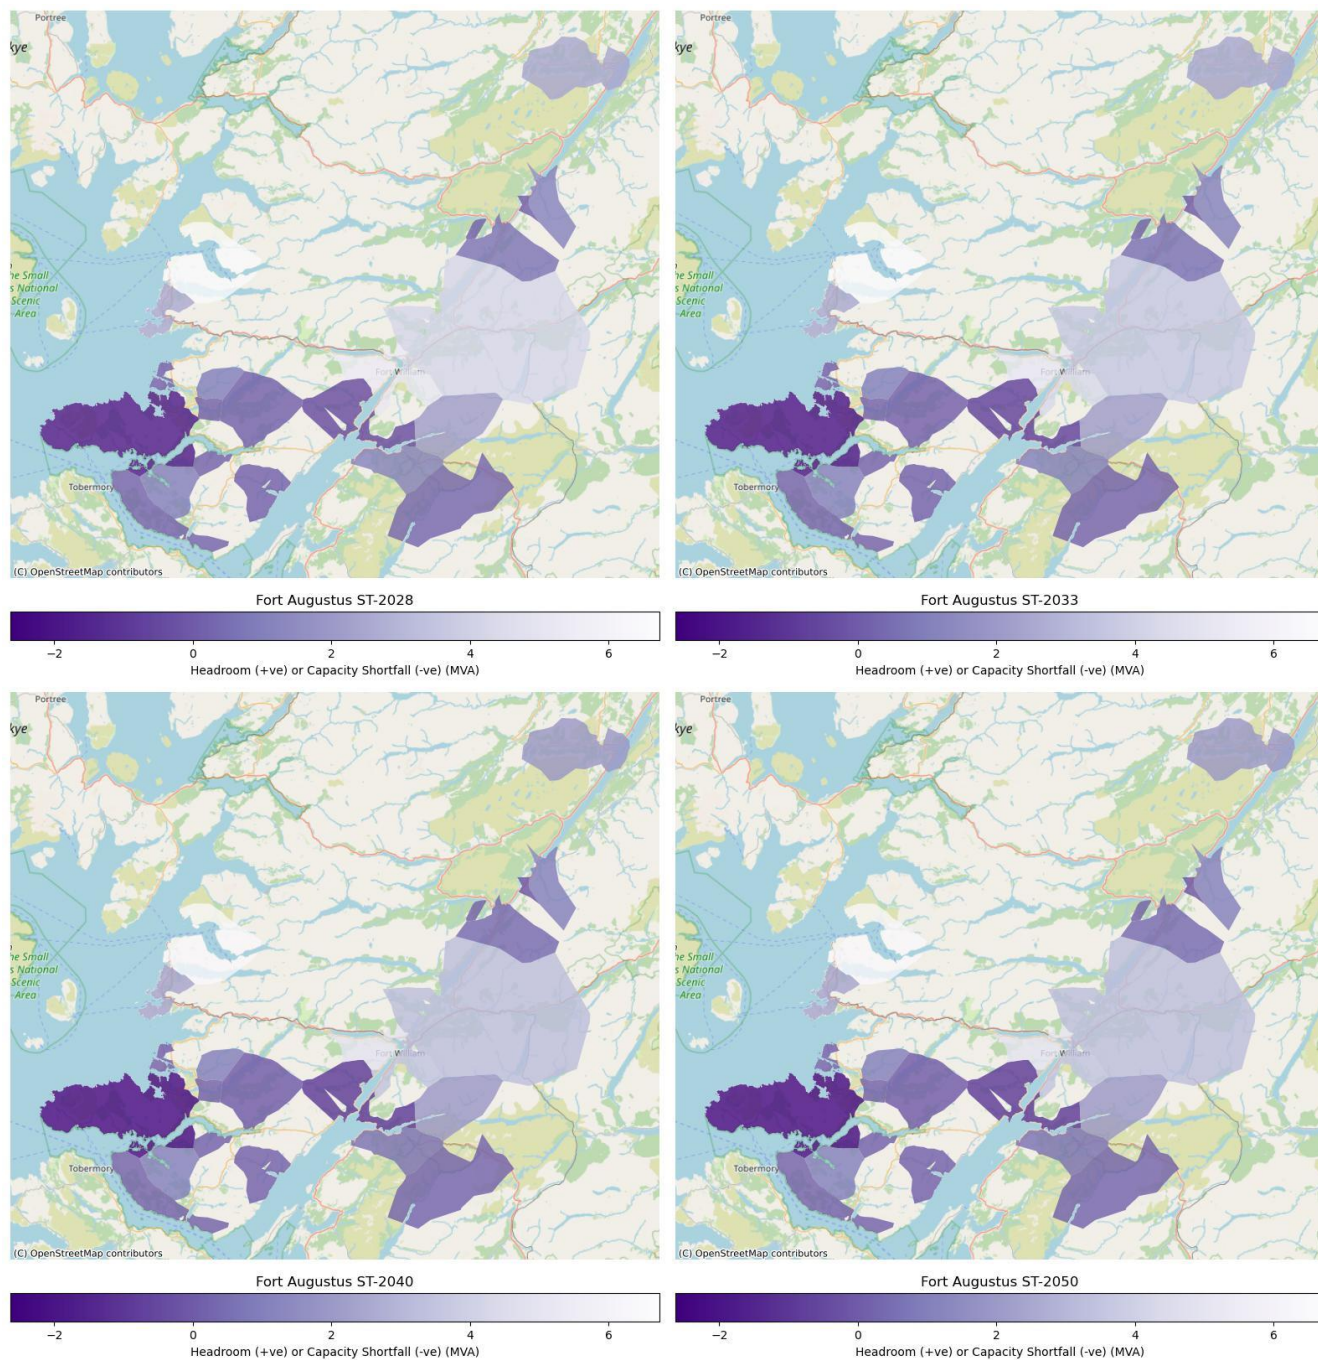 Portree
kye
he Small
s National
Scenic
Area
Fort William
Tobermory
(C) OpenStreetMap contributors
Fort Augustus ST-2028
−2 0 2 4 6
Headroom (+ve) or Capacity Shortfall (-ve) (MVA)
Portree
kye
he Small
s National
Scenic
Area
Fort William
Tobermory
(C) OpenStreetMap contributors
Fort Augustus ST-2033
−2 0 2 4 6
Headroom (+ve) or Capacity Shortfall (-ve) (MVA)
Portree
kye
he Small
s National
Scenic
Area
Fort William
Tobermory
(C) OpenStreetMap contributors
Fort Augustus ST-2040
−2 0 2 4 6
Headroom (+ve) or Capacity Shortfall (-ve) (MVA)
Portree
kye
he Small
s National
Scenic
Area
Fort William
Tobermory
(C) OpenStreetMap contributors
Fort Augustus ST-2050
−2 0 2 4 6
Headroom (+ve) or Capacity Shortfall (-ve) (MVA)